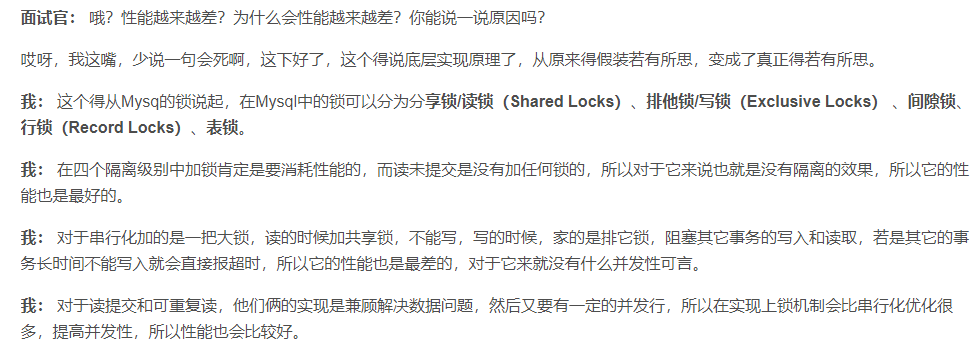 面试官： 哦？性能越来越差？为什么会性能越来越差？你能说一说原因吗？
哎呀，我这嘴，少说一句会死啊，这下好了，这个得说底层实现原理了，从原来得假装若有所思，变成了真正得若有所思。
我： 这个得从Mysq的锁说起，在Mysql中的锁可以分为分享锁/读锁（Shared Locks）、排他锁/写锁（Exclusive Locks） 、间隙锁、
行锁（Record Locks）、表锁。
我： 在四个隔离级别中加锁肯定是要消耗性能的，而读未提交是没有加任何锁的，所以对于它来说也就是没有隔离的效果，所以它的性
能也是最好的。
我： 对于串行化加的是一把大锁，读的时候加共享锁，不能写，写的时候，家的是排它锁，阻塞其它事务的写入和读取，若是其它的事
务长时间不能写入就会直接报超时，所以它的性能也是最差的，对于它来就没有什么并发性可言。
我： 对于读提交和可重复读，他们俩的实现是兼顾解决数据问题，然后又要有一定的并发行，所以在实现上锁机制会比串行化优化很
多，提高并发性，所以性能也会比较好。